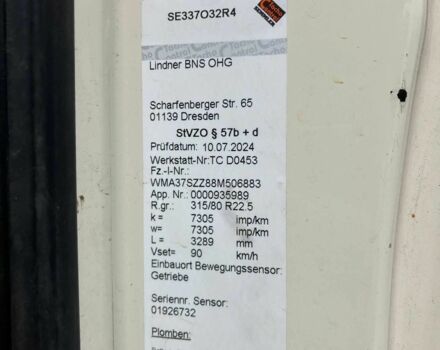 SE337O32R4
Lindner BNS OHG
Scharfenberger Str. 65
01139 Dresden
StVZO § 57b + d
Prüfdatum: 10.07.2024
Werkstatt-Nr:TC D0453
Fz.-I-Nr.:
WMA37SZZ88M506883
App. Nr.:0000935989
R.gr.: 315/80 R22.5
k = 7305 imp/km
w= 7305 imp/km
L = 3289 mm
Vset= 90 km/h
Einbauort Bewegungssensor:
Getriebe
Seriennr. Sensor:
01926732
Plomben: